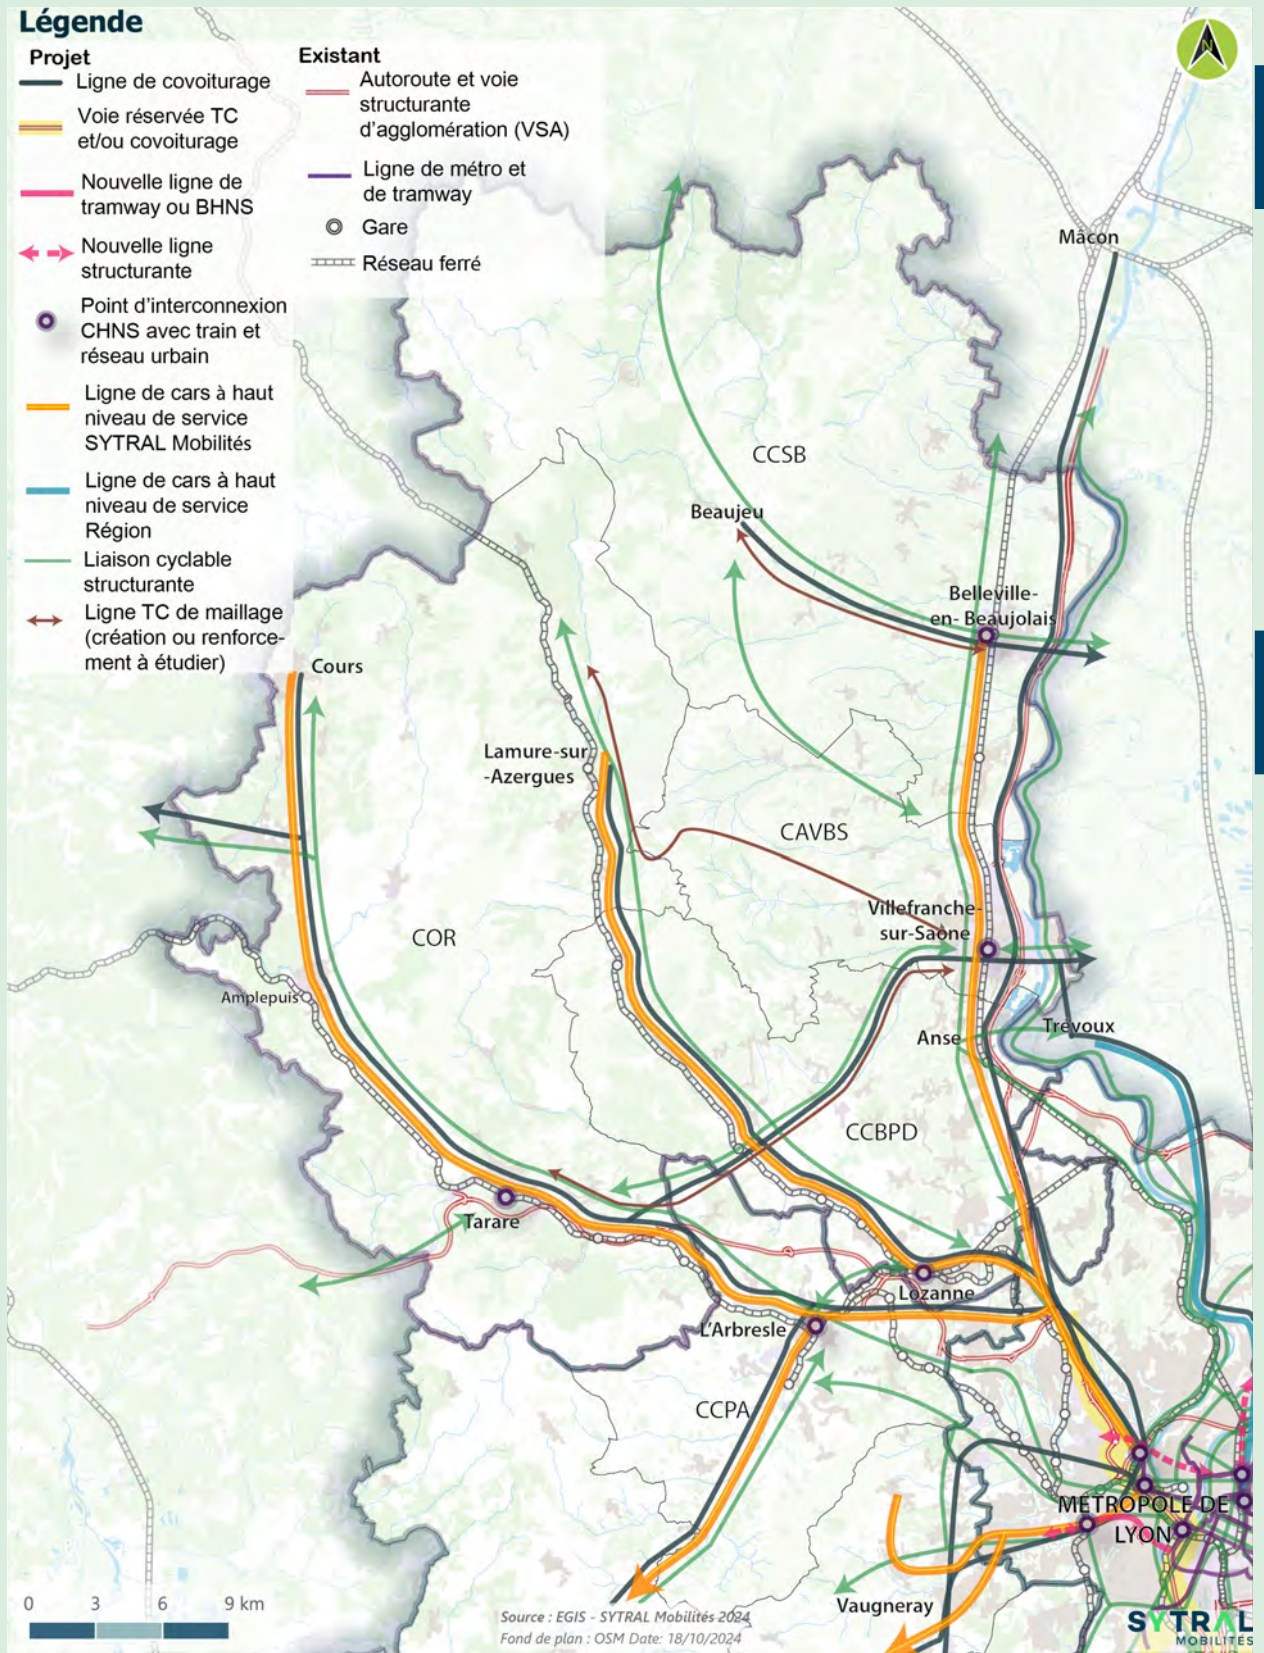 Légende
Projet
Ligne de covoiturage
Voie réservée TC
et/ou covoiturage
Nouvelle ligne de
tramway ou BHNS
Nouvelle ligne
structurante
Point d'interconnexion
CHNS avec train et
réseau urbain
Ligne de cars à haut
niveau de service
SYTRAL Mobilités
Ligne de cars à haut
niveau de service
Région
Liaison cyclable
structurante
Ligne TC de maillage
(création ou renforce-
ment à étudier)
Existant
Autoroute et voie
structurante
d'agglomération (VSA)
Ligne de métro et
de tramway
Gare
Réseau ferré
N
Mâcon
CCSB
Beaujeu
Belleville-
en- Beaujolais
Cours
Lamure-sur
-Azergues
CAVBS
Villefranche-
sur-Saône
COR
Amplepuis
Anse
Trévoux
CCBPD
Tarare
Lozanne
L'Arbresle
CCPA
METROPOLE DE
LYON
Vaugneray
0 3 6 9 km
Source : EGIS - SYTRAL Mobilités 2024
Fond de plan : OSM Date: 18/10/2024
SYTRAL
MOBILITÉS